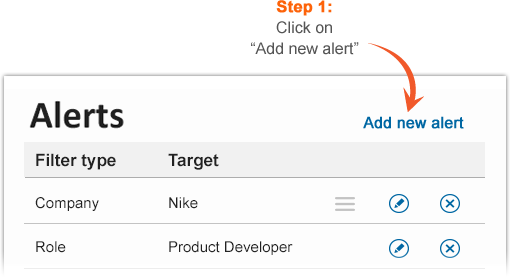 Step 1:
Click on
“Add new alert”
Alerts
Add new alert
Filter type Target
Company Nike
Role Product Developer